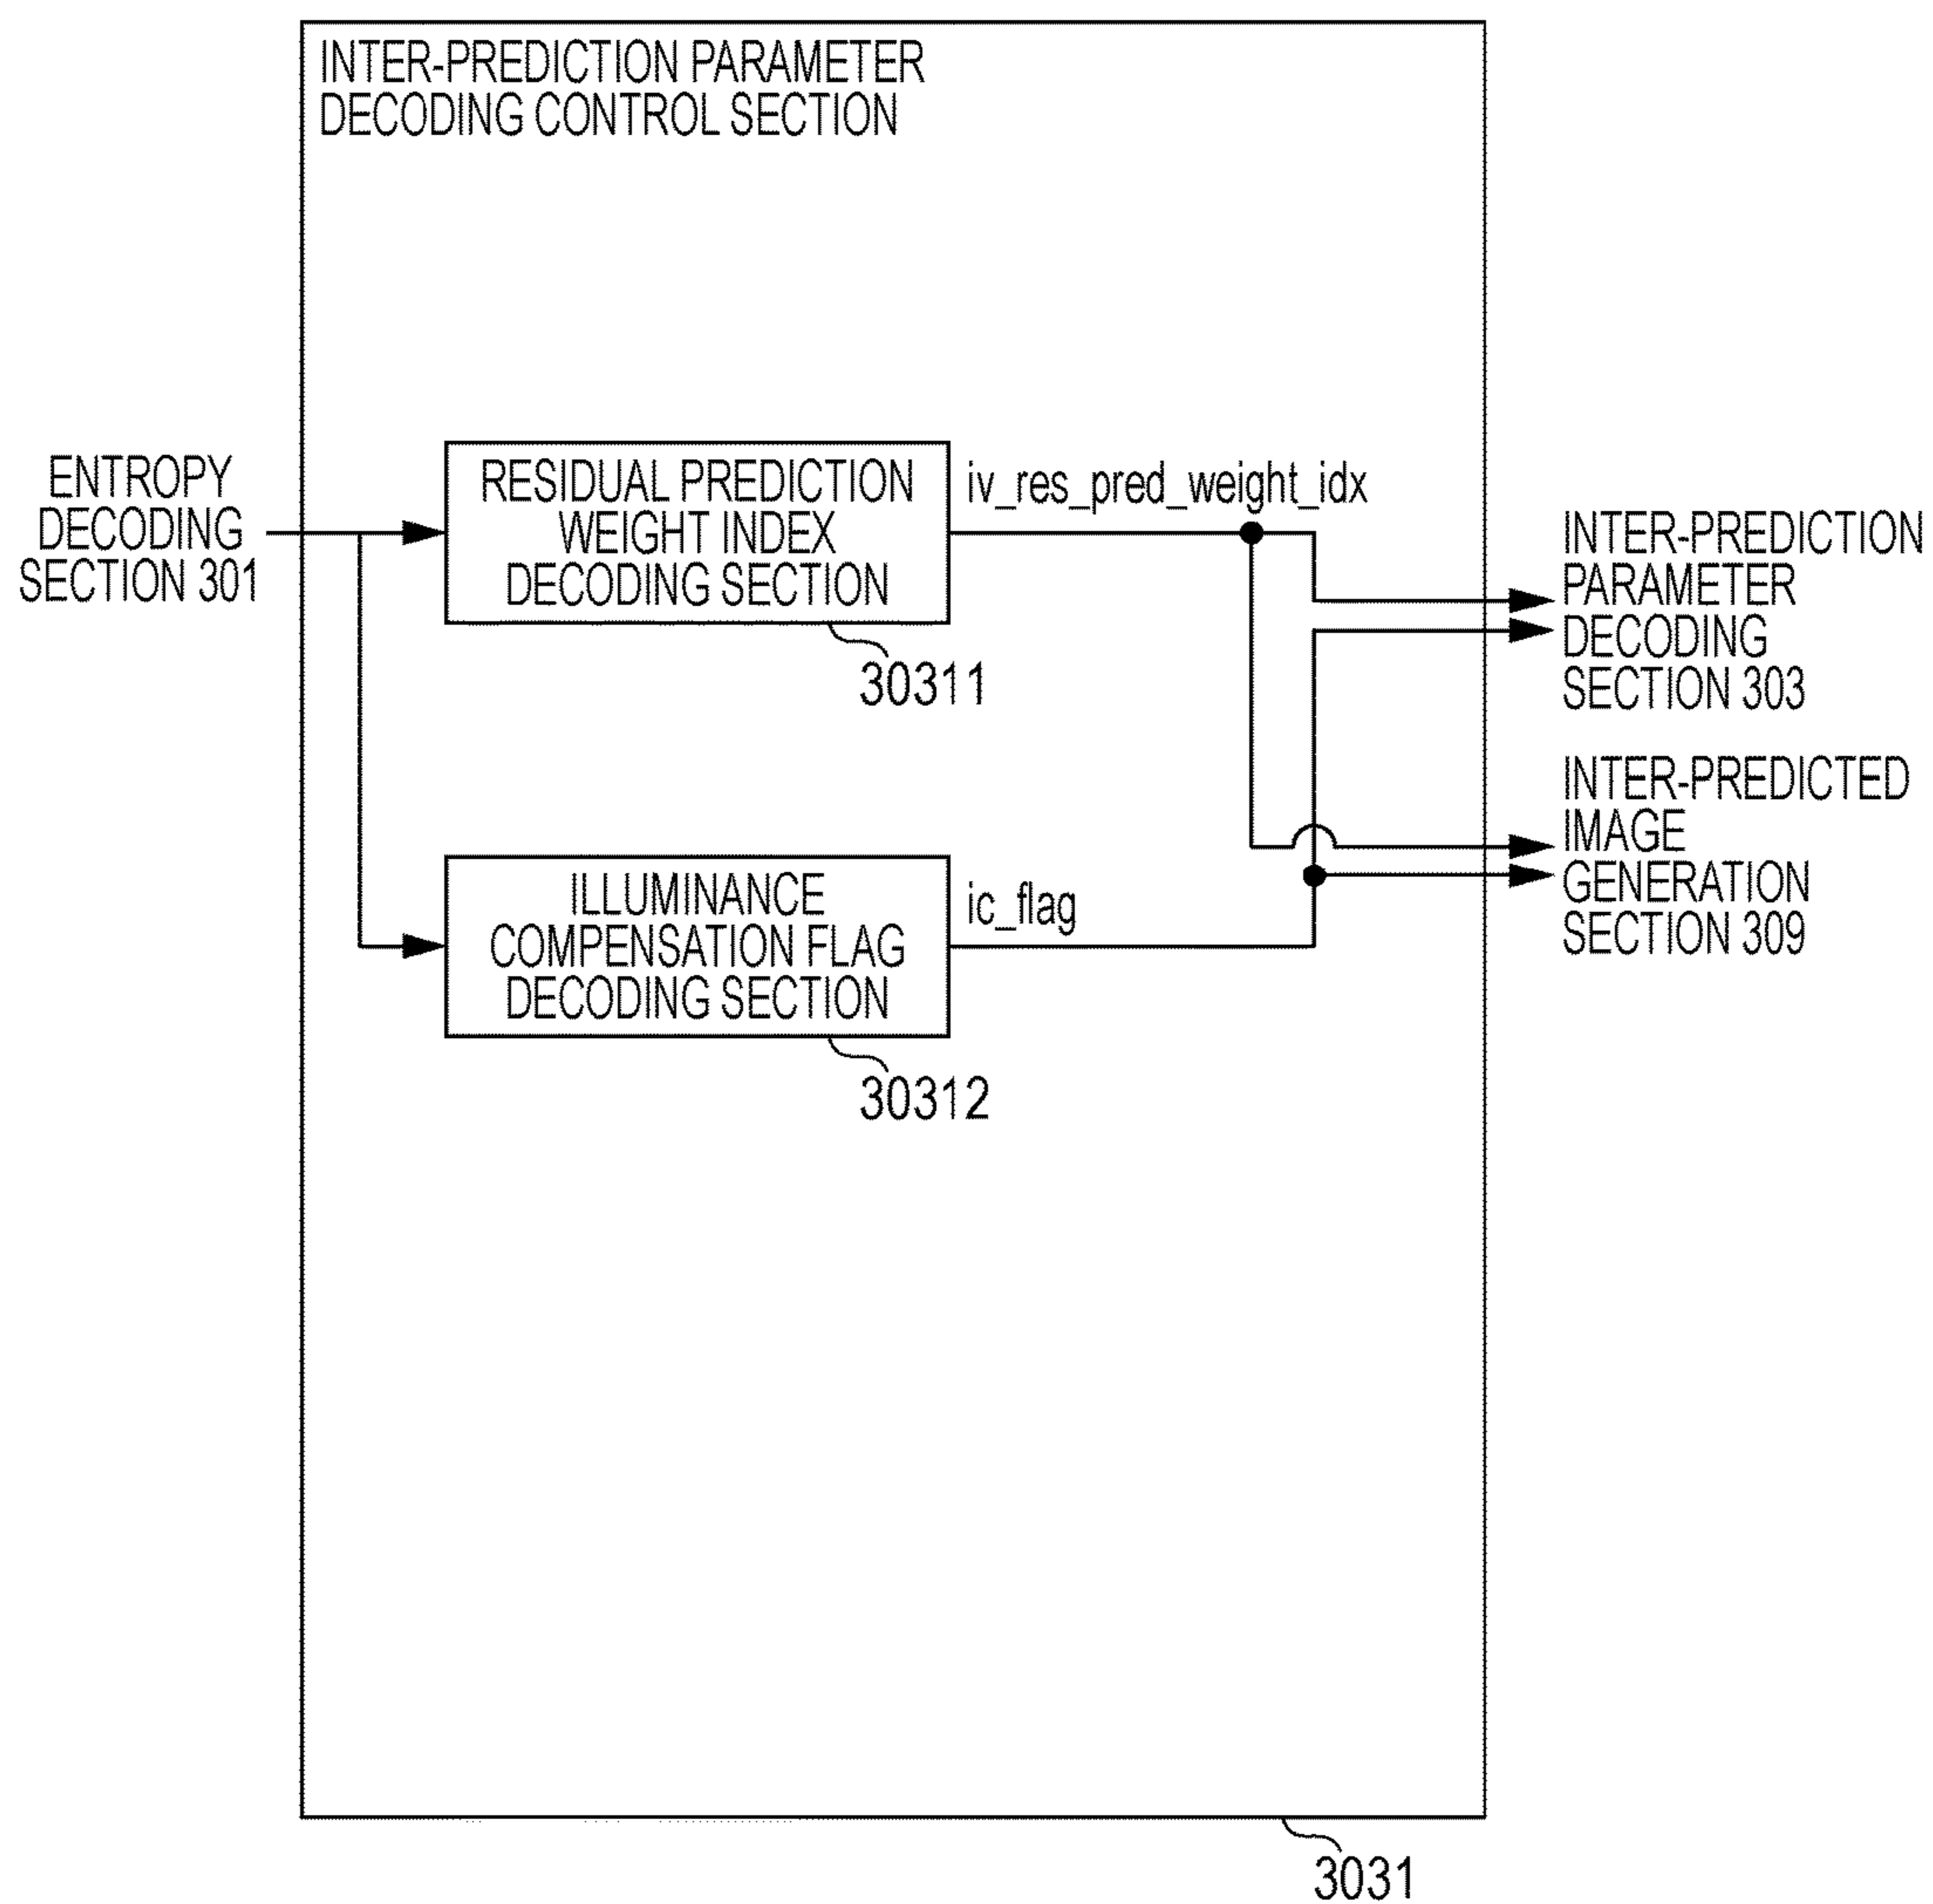 INTER-PREDICTION PARAMETER
DECODING CONTROL SECTION
ENTROPY
DECODING
SECTION 301
RESIDUAL PREDICTION
WEIGHT INDEX
DECODING SECTION
30311
iv_res_pred_weight_idx
INTER-PREDICTION
PARAMETER
DECODING
SECTION 303
INTER-PREDICTED
IMAGE
GENERATION
SECTION 309
ILLUMINANCE
COMPENSATION FLAG
DECODING SECTION
30312
ic_flag
3031